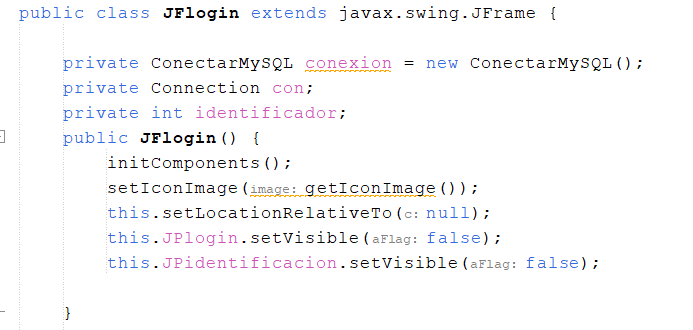 public class JFlogin extends javax.swing.JFrame {
private ConectarMySQL conexion = new ConectarMySQL();
private Connection con;
private int identificador;
public JFlogin() {
initComponents();
setIconImage(image: getIconImage());
this.setLocationRelativeTo(c: null);
this.JPlogin.setVisible(aFlag: false);
this.JPidentificacion.setVisible(aFlag: false);
}